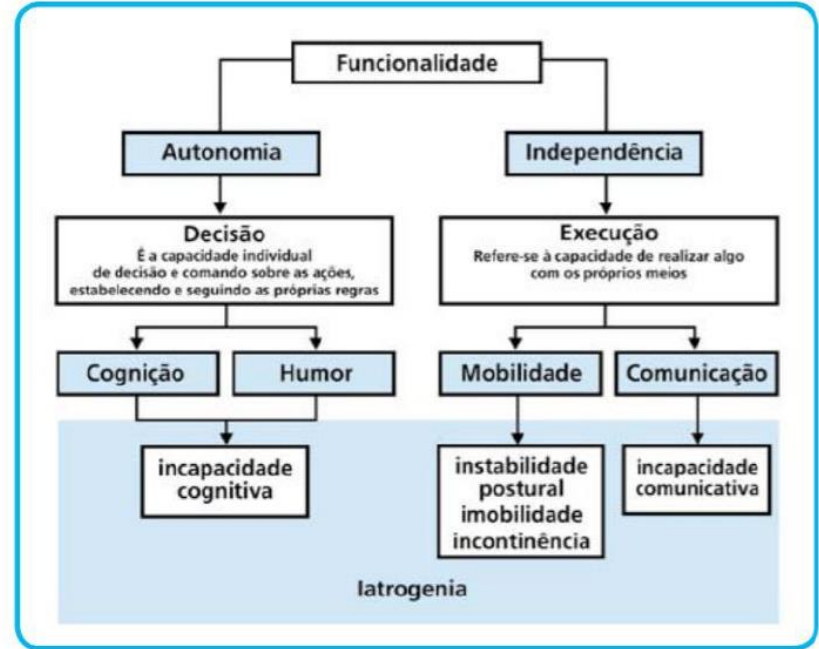 Funcionalidade
Autonomia
Independência
Decisão
É a capacidade individual
de decisão e comando sobre as ações,
estabelecendo e seguindo as próprias regras
Execução
Refere-se à capacidade de realizar algo
com os próprios meios
Cognição
Humor
Mobilidade
Comunicação
incapacidade
cognitiva
instabilidade
postural
imobilidade
incontinência
incapacidade
comunicativa
Iatrogenia